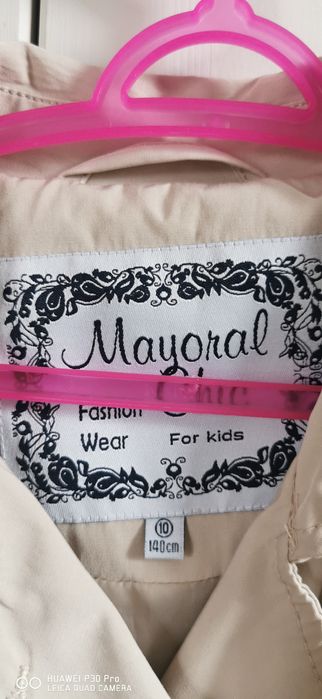 Mayoral
Chic
Fashion
Wear For kids
10
140cm
HUAWEI P30 Pro
LEICA QUAD CAMERA